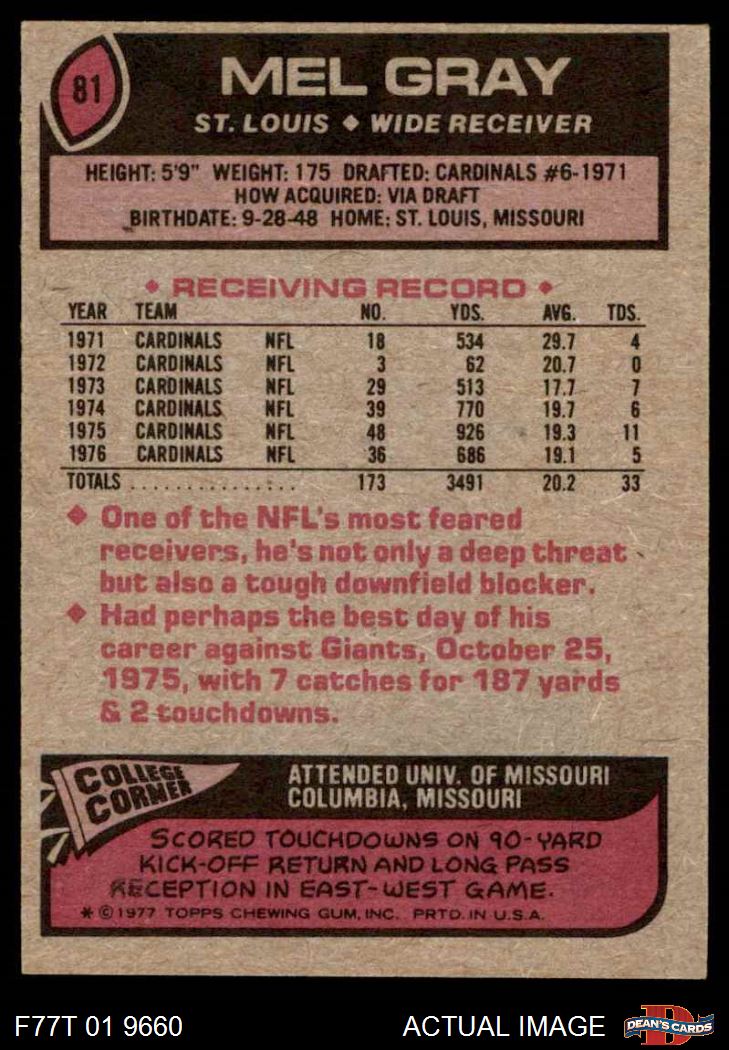 81
MEL GRAY
ST. LOUIS ◆ WIDE RECEIVER
HEIGHT: 5'9" WEIGHT: 175 DRAFTED: CARDINALS #6-1971
HOW ACQUIRED: VIA DRAFT
BIRTHDATE: 9-28-48 HOME: ST. LOUIS, MISSOURI
◆ RECEIVING RECORD ◆
YEAR TEAM NO. YDS. AVG. TDS.
1971 CARDINALS NFL 18 534 29.7 4
1972 CARDINALS NFL 3 62 20.7 0
1973 CARDINALS NFL 29 513 17.7 7
1974 CARDINALS NFL 39 770 19.7 6
1975 CARDINALS NFL 48 926 19.3 11
1976 CARDINALS NFL 36 686 19.1 5
TOTALS . . . . . . . . . . . . . . . 173 3491 20.2 33
◆ One of the NFL's most feared
receivers, he's not only a deep threat
but also a tough downfield blocker.
◆ Had perhaps the best day of his
career against Giants, October 25,
1975, with 7 catches for 187 yards
& 2 touchdowns.
COLLEGE
CORNER
ATTENDED UNIV. OF MISSOURI
COLUMBIA, MISSOURI
SCORED TOUCHDOWNS ON 90-YARD
KICK-OFF RETURN AND LONG PASS
RECEPTION IN EAST-WEST GAME.
* © 1977 TOPPS CHEWING GUM, INC. PRTD. IN U.S.A.
F77T 01 9660 ACTUAL IMAGE
D
DEAN'S CARDS